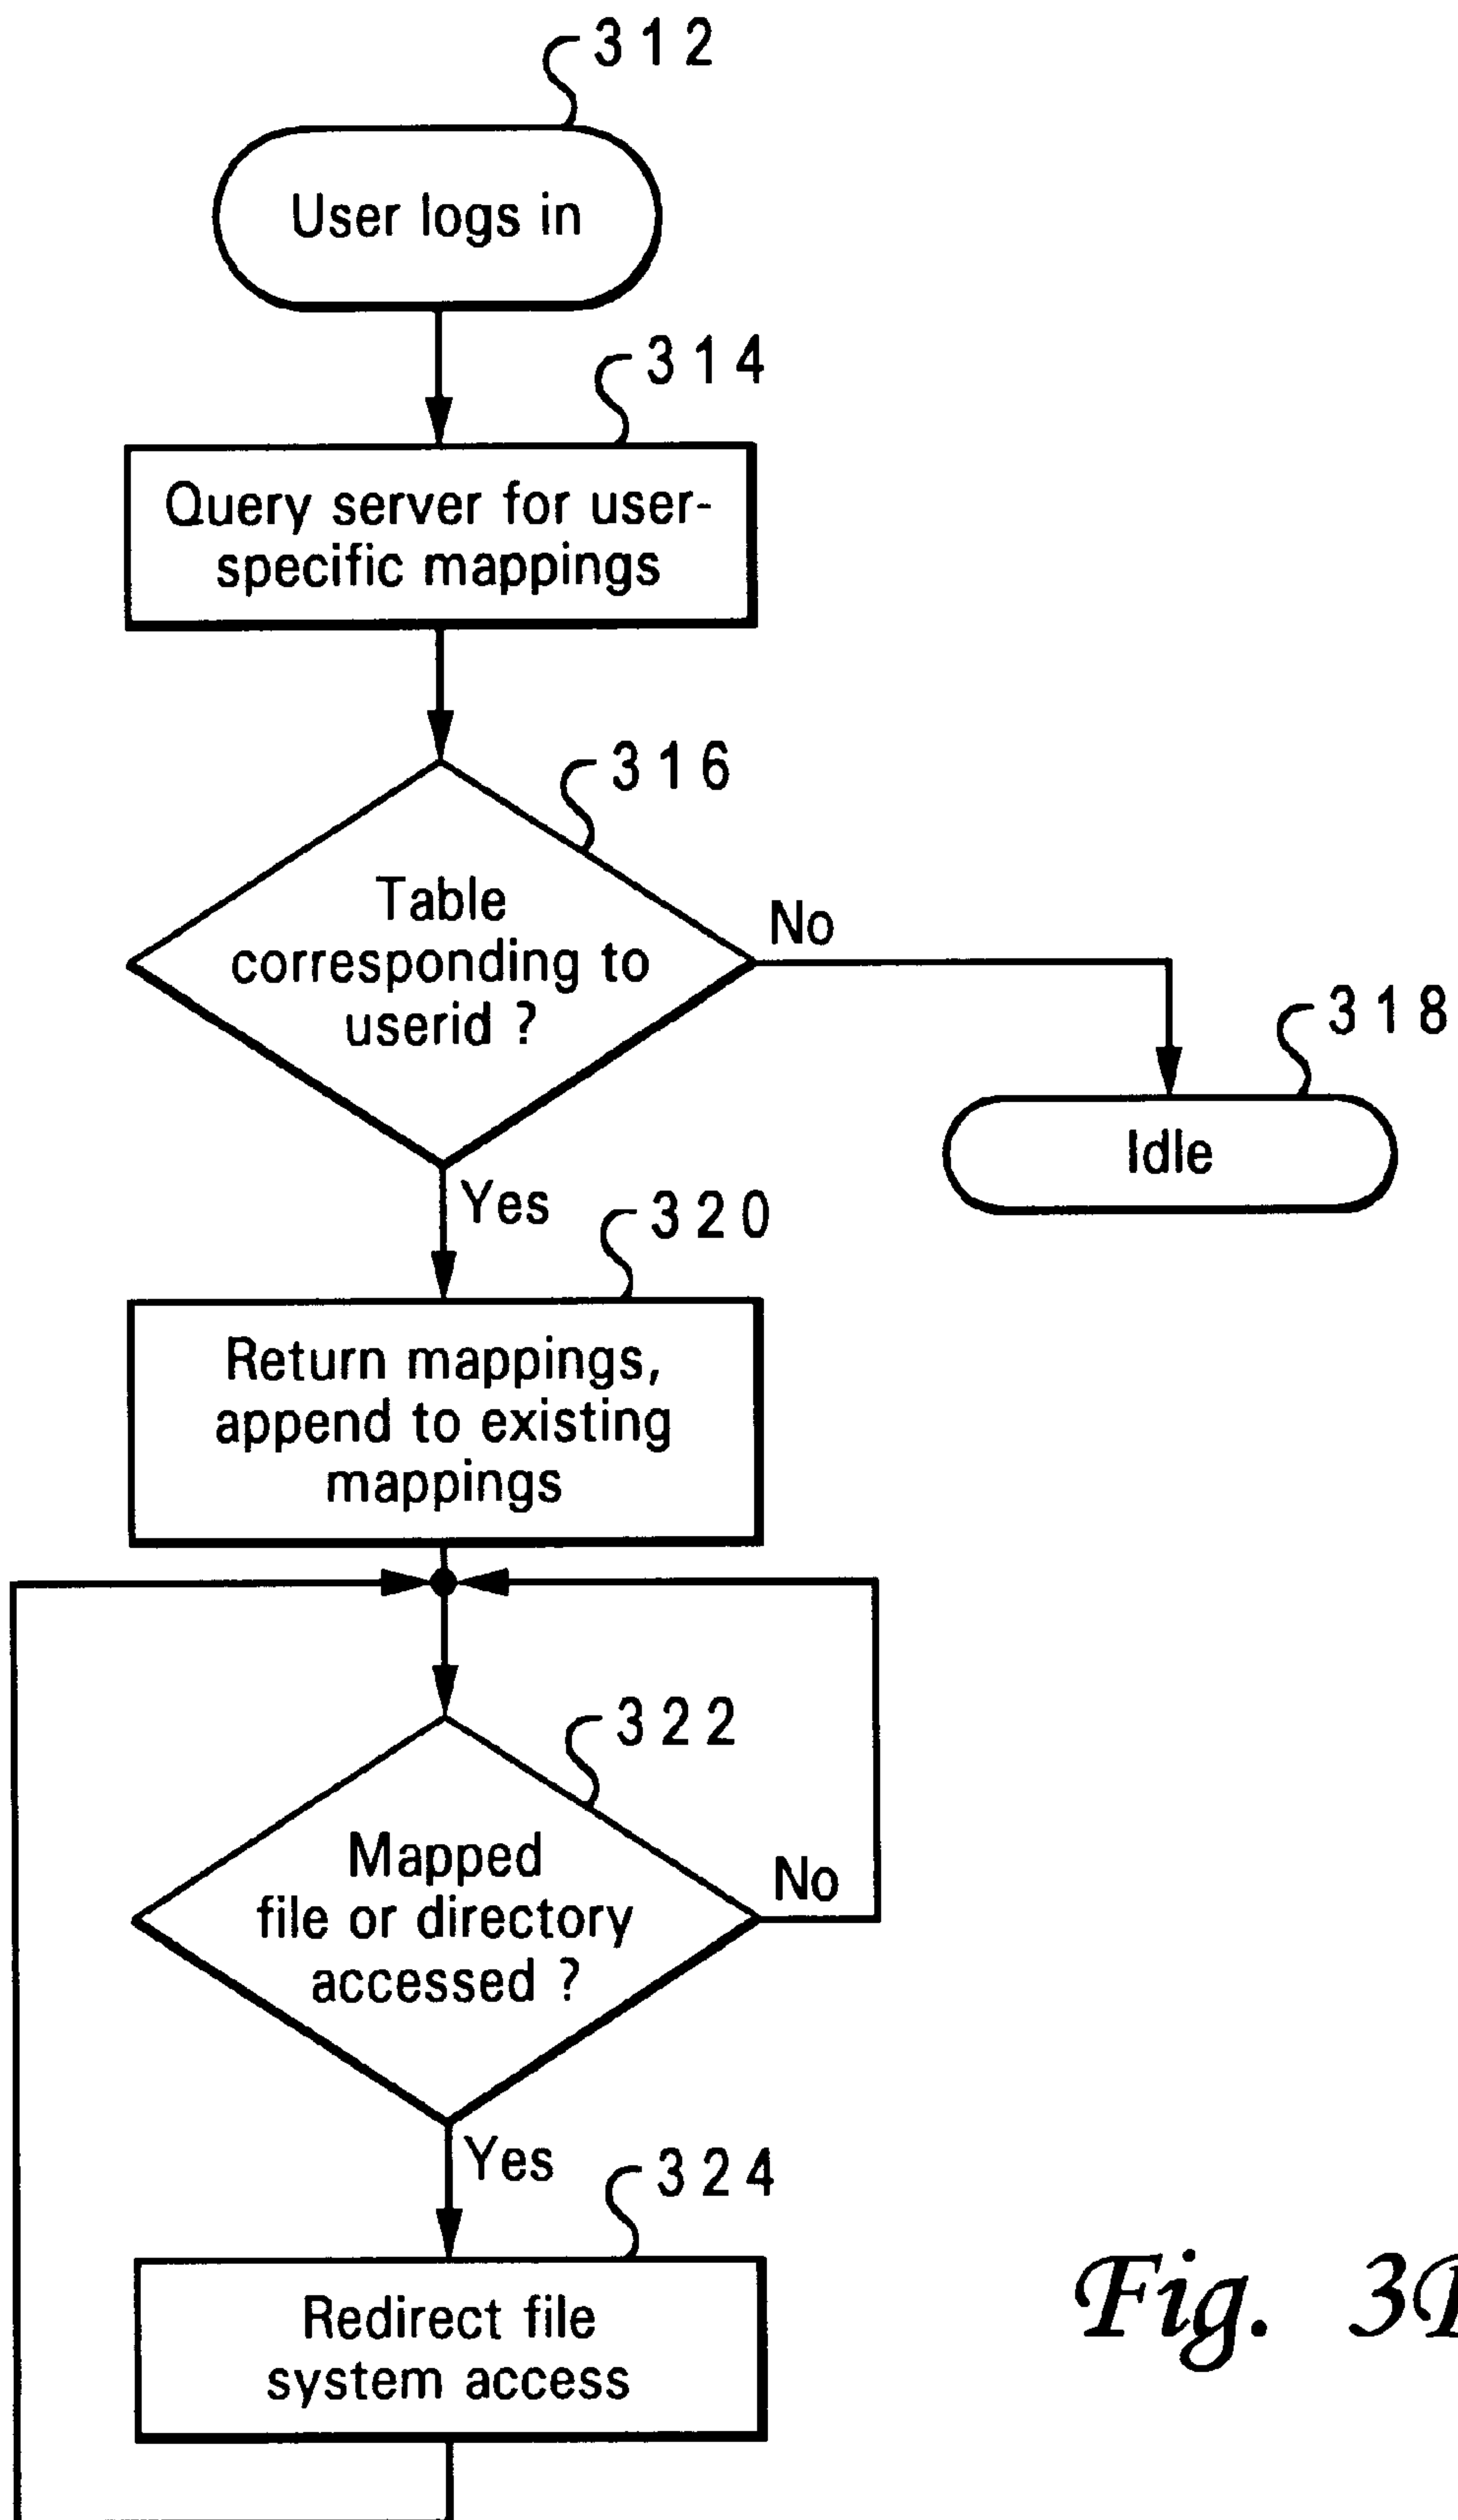 312
User logs in
314
Query server for user-
specific mappings
316
Table
corresponding to
userid ?
No
318
Idle
Yes
320
Return mappings,
append to existing
mappings
322
Mapped
file or directory
accessed ?
No
Yes
324
Redirect file
system access
Fig.